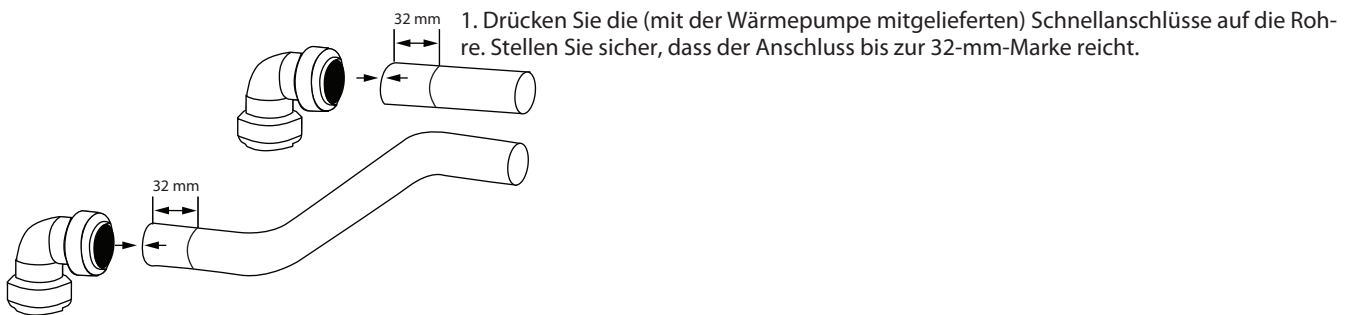 32 mm
1. Drücken Sie die (mit der Wärmepumpe mitgelieferten) Schnellanschlüsse auf die Roh-
re. Stellen Sie sicher, dass der Anschluss bis zur 32-mm-Marke reicht.
32 mm